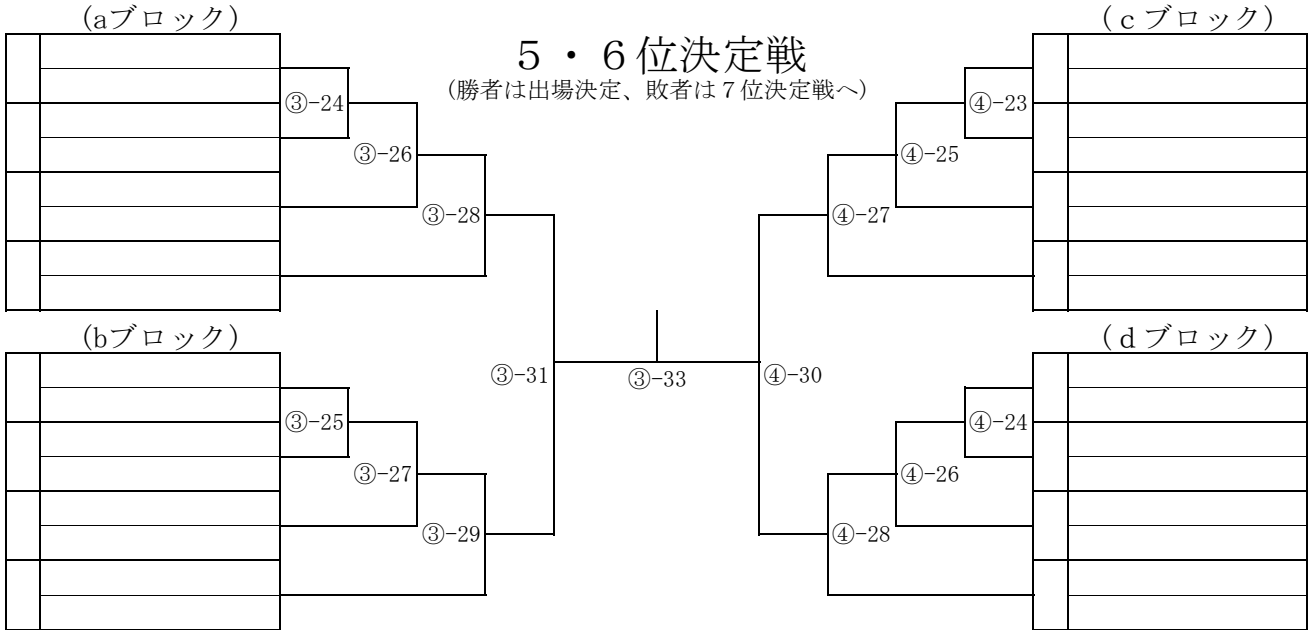 (aブロック)
(cブロック)
5・6位決定戦
(勝者は出場決定、敗者は7位決定戦へ)
③-24
④-23
③-26
④-25
③-28
④-27
(bブロック)
(dブロック)
③-31
③-33
④-30
③-25
④-24
③-27
④-26
③-29
④-28